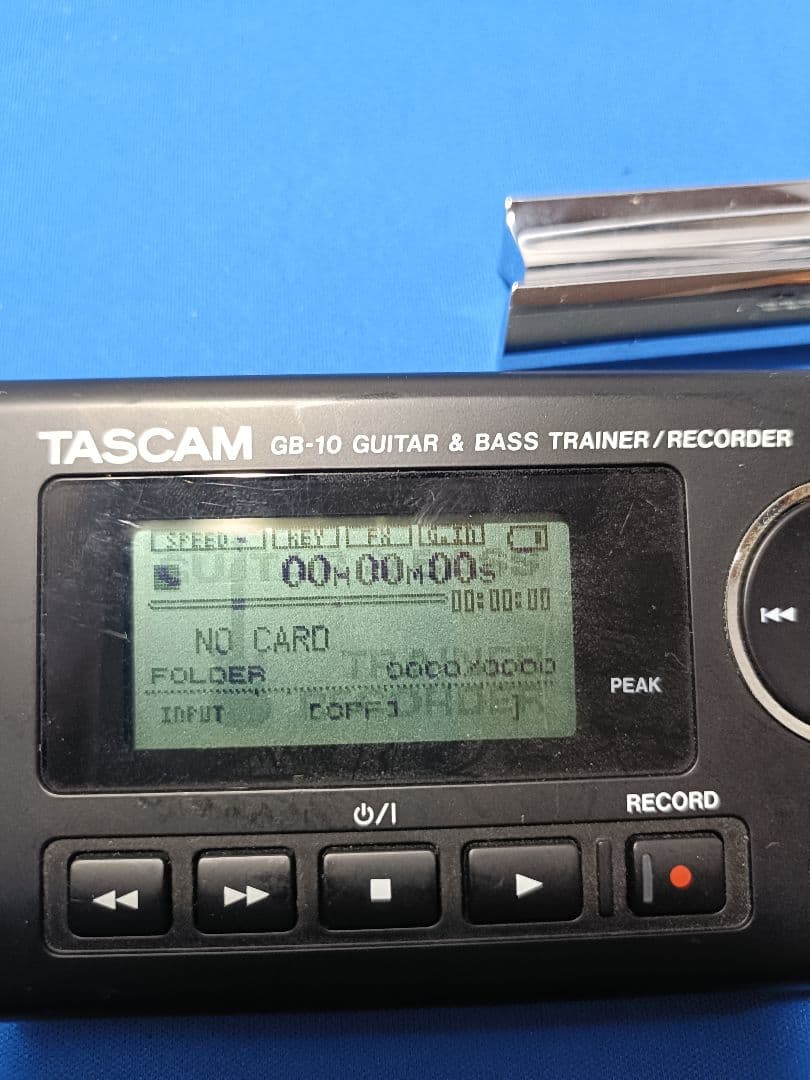 TASCAM GB-10 GUITAR & BASS TRAINER/RECORDER
SPEED KEY FX
00H00M00S
00:00:00
NO CARD
FOLDER 0000/0000
INPUT [OFF]
TRAINER
PEAK
⏻/I
RECORD